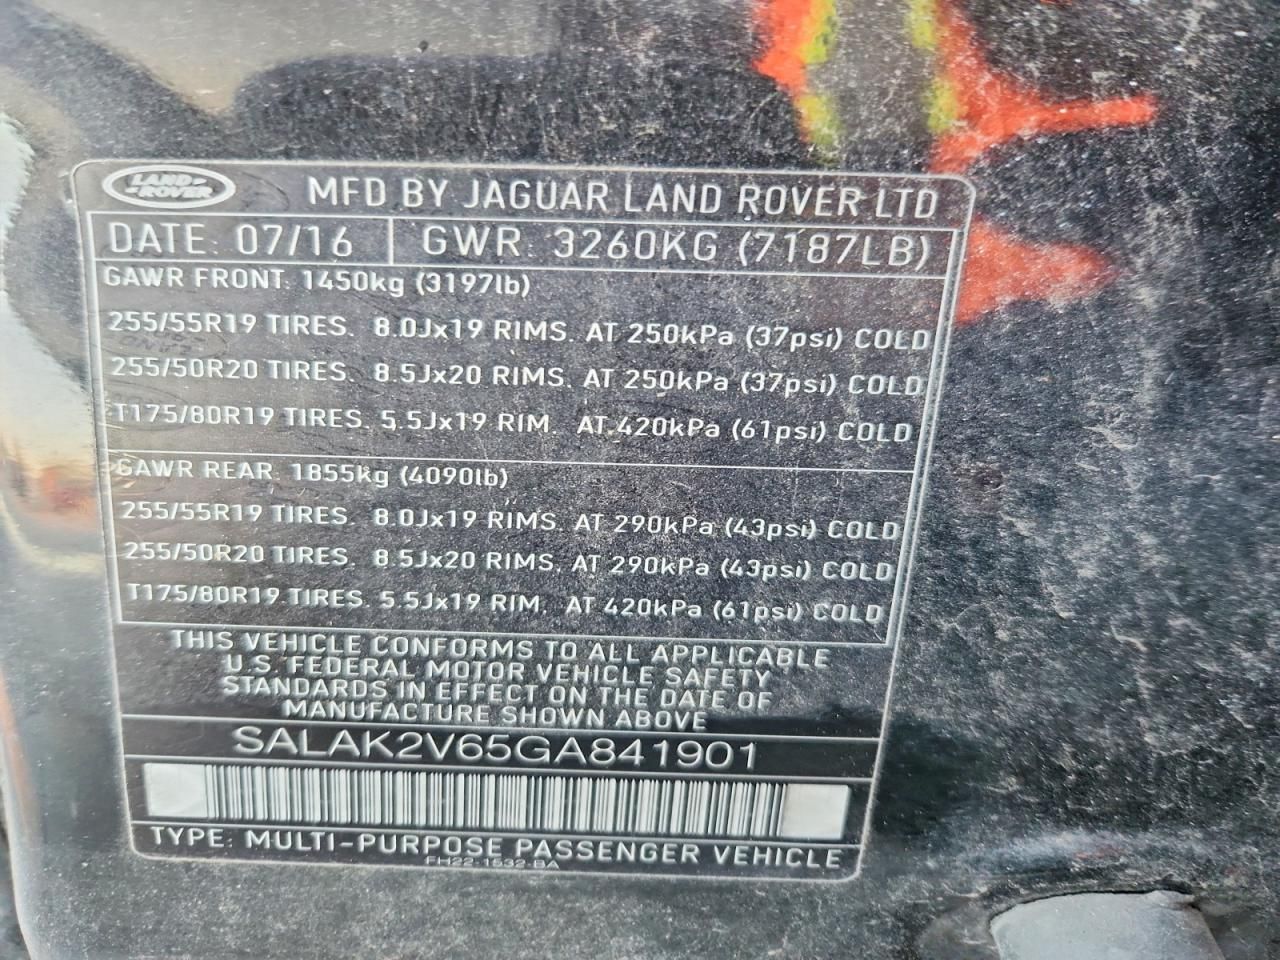 LAND-
-ROVER
MFD BY JAGUAR LAND ROVER LTD
DATE: 07/16 GWR: 3260KG (7187LB)
GAWR FRONT: 1450kg (3197lb)
255/55R19 TIRES. 8.0Jx19 RIMS. AT 250kPa (37psi) COLD
255/50R20 TIRES. 8.5Jx20 RIMS. AT 250kPa (37psi) COLD
T175/80R19 TIRES. 5.5Jx19 RIM. AT 420kPa (61psi) COLD
GAWR REAR: 1855kg (4090lb)
255/55R19 TIRES. 8.0Jx19 RIMS. AT 290kPa (43psi) COLD
255/50R20 TIRES. 8.5Jx20 RIMS. AT 290kPa (43psi) COLD
T175/80R19 TIRES. 5.5Jx19 RIM. AT 420kPa (61psi) COLD
THIS VEHICLE CONFORMS TO ALL APPLICABLE
U.S. FEDERAL MOTOR VEHICLE SAFETY
STANDARDS IN EFFECT ON THE DATE OF
MANUFACTURE SHOWN ABOVE
SALAK2V65GA841901
TYPE: MULTI-PURPOSE PASSENGER VEHICLE
FH22-1532-BA